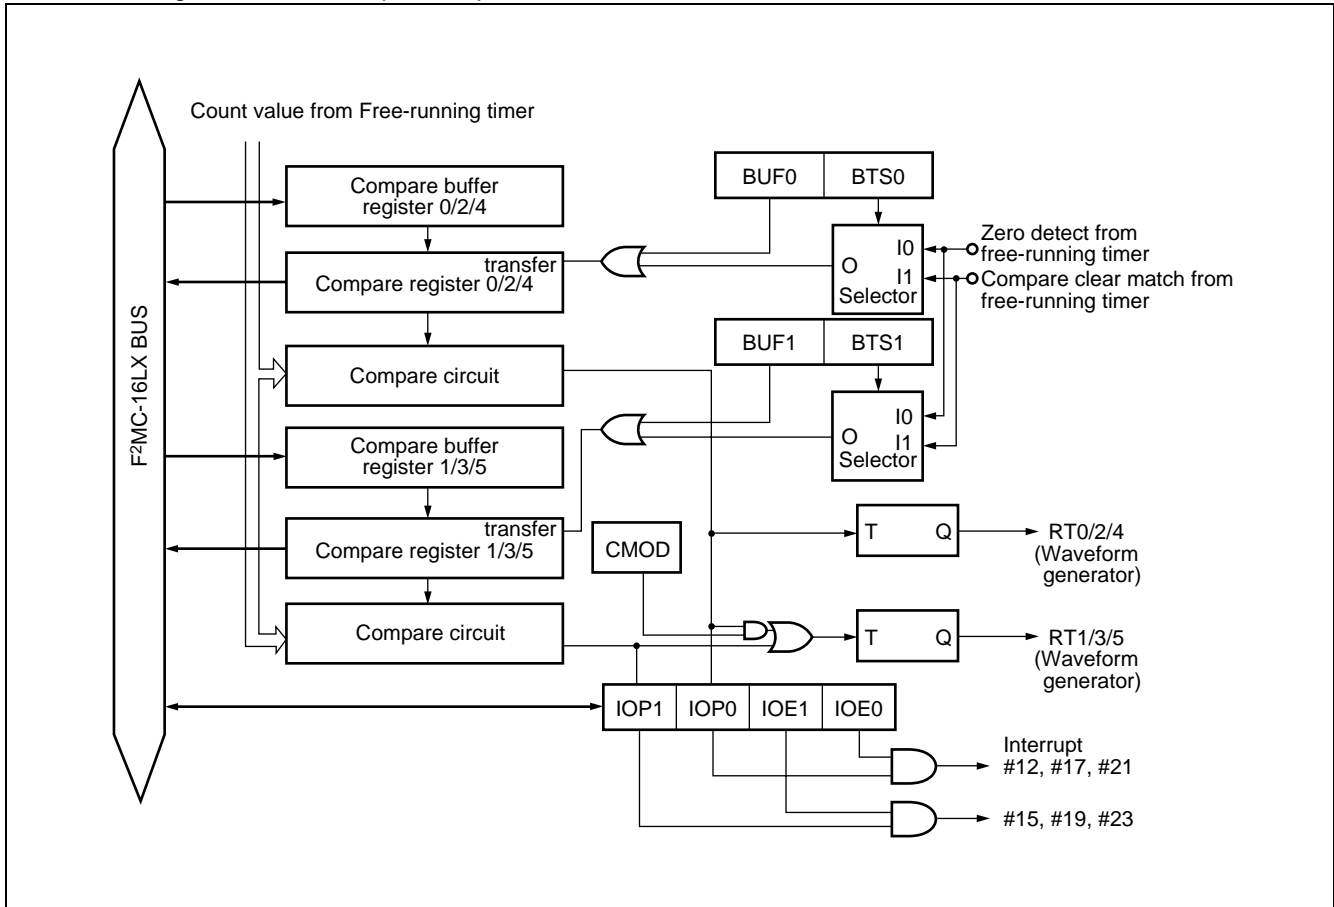 Count value from Free-running timer
F²MC-16LX BUS
Compare buffer
register 0/2/4
transfer
Compare register 0/2/4
Compare circuit
Compare buffer
register 1/3/5
transfer
Compare register 1/3/5
Compare circuit
BUF0 BTS0
I0
O
I1
Selector
Zero detect from
free-running timer
Compare clear match from
free-running timer
BUF1 BTS1
I0
O
I1
Selector
CMOD
T Q
RT0/2/4
(Waveform
generator)
T Q
RT1/3/5
(Waveform
generator)
IOP1 IOP0 IOE1 IOE0
Interrupt
#12, #17, #21
#15, #19, #23